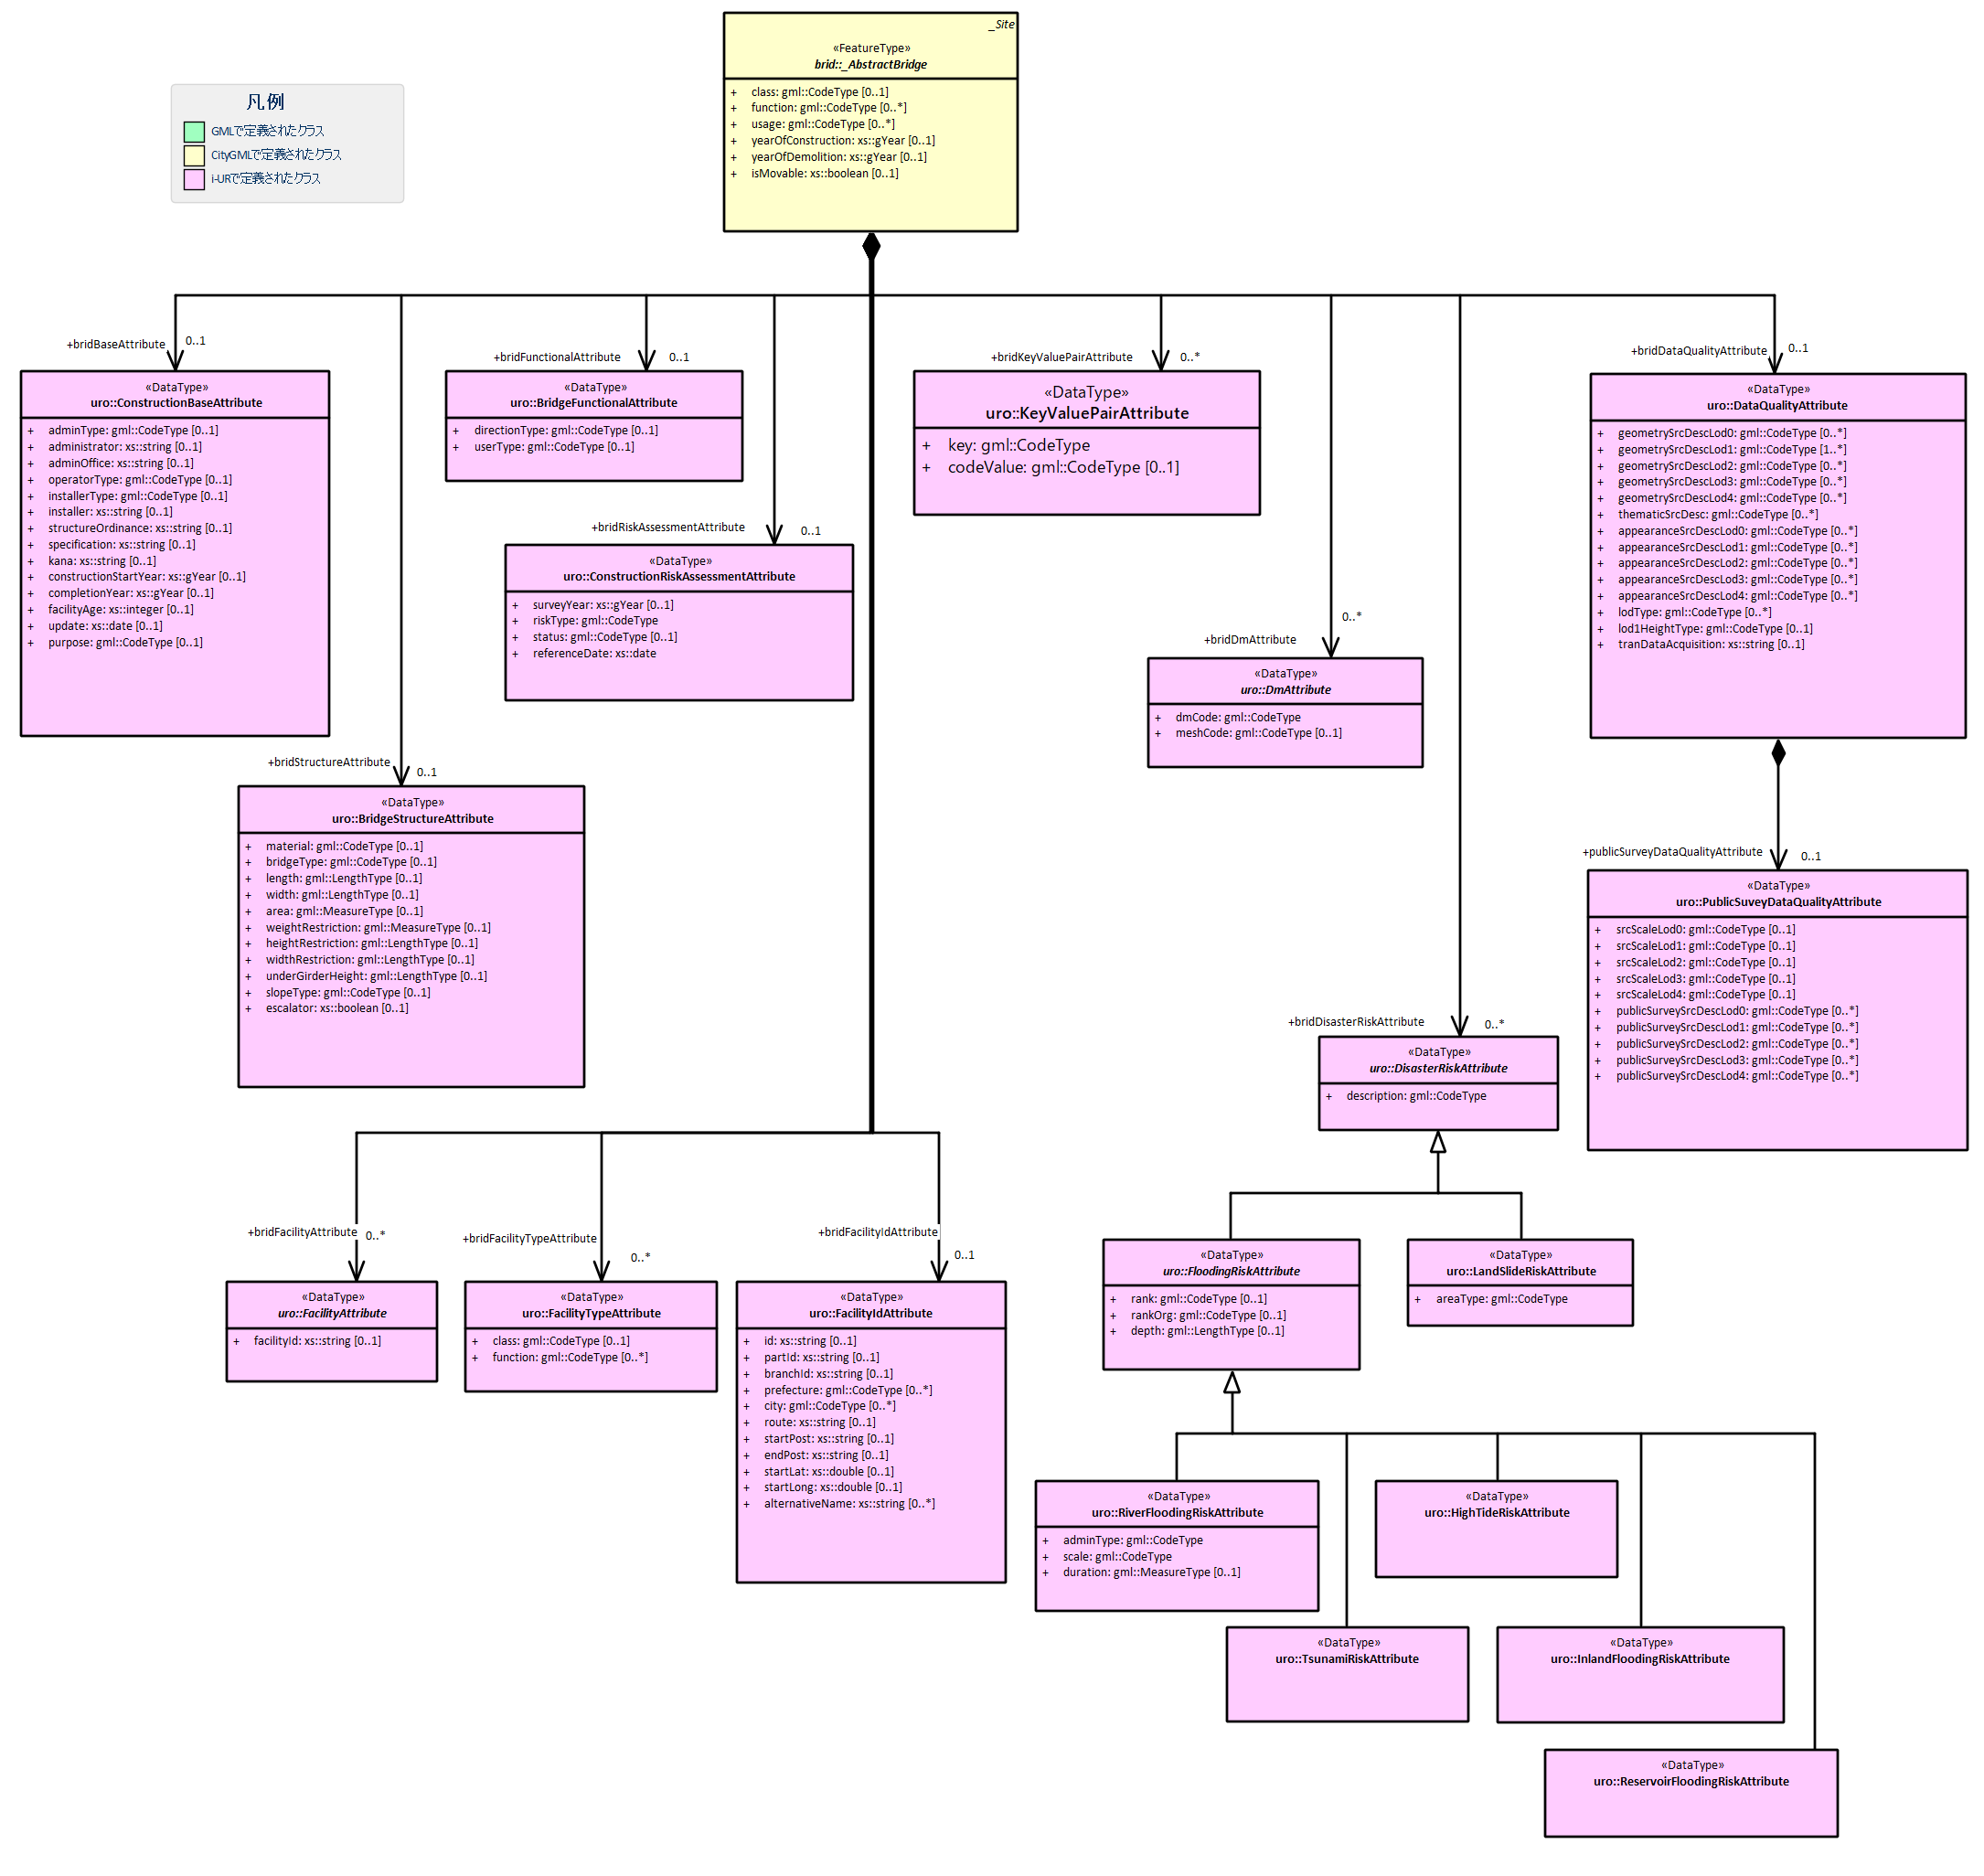 _Site
«FeatureType»
brid::_AbstractBridge
+ class: gml::CodeType [0..1]
+ function: gml::CodeType [0..*]
+ usage: gml::CodeType [0..*]
+ yearOfConstruction: xs::gYear [0..1]
+ yearOfDemolition: xs::gYear [0..1]
+ isMovable: xs::boolean [0..1]
凡例
GMLで定義されたクラス
CityGMLで定義されたクラス
i-URで定義されたクラス
+bridBaseAttribute 0..1
«DataType»
uro::ConstructionBaseAttribute
+ adminType: gml::CodeType [0..1]
+ administrator: xs::string [0..1]
+ adminOffice: xs::string [0..1]
+ operatorType: gml::CodeType [0..1]
+ installerType: gml::CodeType [0..1]
+ installer: xs::string [0..1]
+ structureOrdinance: xs::string [0..1]
+ specification: xs::string [0..1]
+ kana: xs::string [0..1]
+ constructionStartYear: xs::gYear [0..1]
+ completionYear: xs::gYear [0..1]
+ facilityAge: xs::integer [0..1]
+ update: xs::date [0..1]
+ purpose: gml::CodeType [0..1]
+bridFunctionalAttribute 0..1
«DataType»
uro::BridgeFunctionalAttribute
+ directionType: gml::CodeType [0..1]
+ userType: gml::CodeType [0..1]
+bridRiskAssessmentAttribute 0..1
«DataType»
uro::ConstructionRiskAssessmentAttribute
+ surveyYear: xs::gYear [0..1]
+ riskType: gml::CodeType
+ status: gml::CodeType [0..1]
+ referenceDate: xs::date
+bridKeyValuePairAttribute 0..*
«DataType»
uro::KeyValuePairAttribute
+ key: gml::CodeType
+ codeValue: gml::CodeType [0..1]
+bridDmAttribute 0..*
«DataType»
uro::DmAttribute
+ dmCode: gml::CodeType
+ meshCode: gml::CodeType [0..1]
+bridDataQualityAttribute 0..1
«DataType»
uro::DataQualityAttribute
+ geometrySrcDescLod0: gml::CodeType [0..*]
+ geometrySrcDescLod1: gml::CodeType [1..*]
+ geometrySrcDescLod2: gml::CodeType [0..*]
+ geometrySrcDescLod3: gml::CodeType [0..*]
+ geometrySrcDescLod4: gml::CodeType [0..*]
+ thematicSrcDesc: gml::CodeType [0..*]
+ appearanceSrcDescLod0: gml::CodeType [0..*]
+ appearanceSrcDescLod1: gml::CodeType [0..*]
+ appearanceSrcDescLod2: gml::CodeType [0..*]
+ appearanceSrcDescLod3: gml::CodeType [0..*]
+ appearanceSrcDescLod4: gml::CodeType [0..*]
+ lodType: gml::CodeType [0..*]
+ lod1HeightType: gml::CodeType [0..1]
+ tranDataAcquisition: xs::string [0..1]
+bridStructureAttribute 0..1
«DataType»
uro::BridgeStructureAttribute
+ material: gml::CodeType [0..1]
+ bridgeType: gml::CodeType [0..1]
+ length: gml::LengthType [0..1]
+ width: gml::LengthType [0..1]
+ area: gml::MeasureType [0..1]
+ weightRestriction: gml::MeasureType [0..1]
+ heightRestriction: gml::LengthType [0..1]
+ widthRestriction: gml::LengthType [0..1]
+ underGirderHeight: gml::LengthType [0..1]
+ slopeType: gml::CodeType [0..1]
+ escalator: xs::boolean [0..1]
+publicSurveyDataQualityAttribute 0..1
«DataType»
uro::PublicSuveyDataQualityAttribute
+ srcScaleLod0: gml::CodeType [0..1]
+ srcScaleLod1: gml::CodeType [0..1]
+ srcScaleLod2: gml::CodeType [0..1]
+ srcScaleLod3: gml::CodeType [0..1]
+ srcScaleLod4: gml::CodeType [0..1]
+ publicSurveySrcDescLod0: gml::CodeType [0..*]
+ publicSurveySrcDescLod1: gml::CodeType [0..*]
+ publicSurveySrcDescLod2: gml::CodeType [0..*]
+ publicSurveySrcDescLod3: gml::CodeType [0..*]
+ publicSurveySrcDescLod4: gml::CodeType [0..*]
+bridDisasterRiskAttribute 0..*
«DataType»
uro::DisasterRiskAttribute
+ description: gml::CodeType
+bridFacilityAttribute 0..*
«DataType»
uro::FacilityAttribute
+ facilityId: xs::string [0..1]
+bridFacilityTypeAttribute 0..*
«DataType»
uro::FacilityTypeAttribute
+ class: gml::CodeType [0..1]
+ function: gml::CodeType [0..*]
+bridFacilityIdAttribute 0..1
«DataType»
uro::FacilityIdAttribute
+ id: xs::string [0..1]
+ partId: xs::string [0..1]
+ branchId: xs::string [0..1]
+ prefecture: gml::CodeType [0..*]
+ city: gml::CodeType [0..*]
+ route: xs::string [0..1]
+ startPost: xs::string [0..1]
+ endPost: xs::string [0..1]
+ startLat: xs::double [0..1]
+ startLong: xs::double [0..1]
+ alternativeName: xs::string [0..*]
«DataType»
uro::FloodingRiskAttribute
+ rank: gml::CodeType [0..1]
+ rankOrg: gml::CodeType [0..1]
+ depth: gml::LengthType [0..1]
«DataType»
uro::LandSlideRiskAttribute
+ areaType: gml::CodeType
«DataType»
uro::RiverFloodingRiskAttribute
+ adminType: gml::CodeType
+ scale: gml::CodeType
+ duration: gml::MeasureType [0..1]
«DataType»
uro::HighTideRiskAttribute
«DataType»
uro::TsunamiRiskAttribute
«DataType»
uro::InlandFloodingRiskAttribute
«DataType»
uro::ReservoirFloodingRiskAttribute